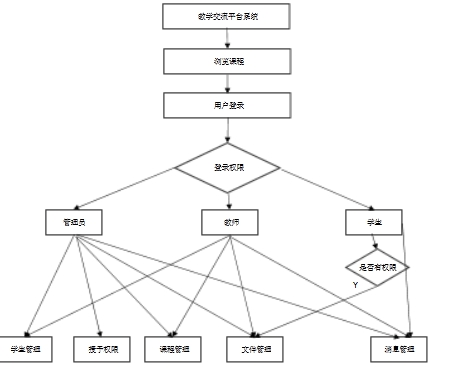 教学交流平台系统
浏览课程
用户登录
登录权限
管理员
教师
学生
是否有权限
Y
学生管理
授予权限
课程管理
文件管理
消息管理